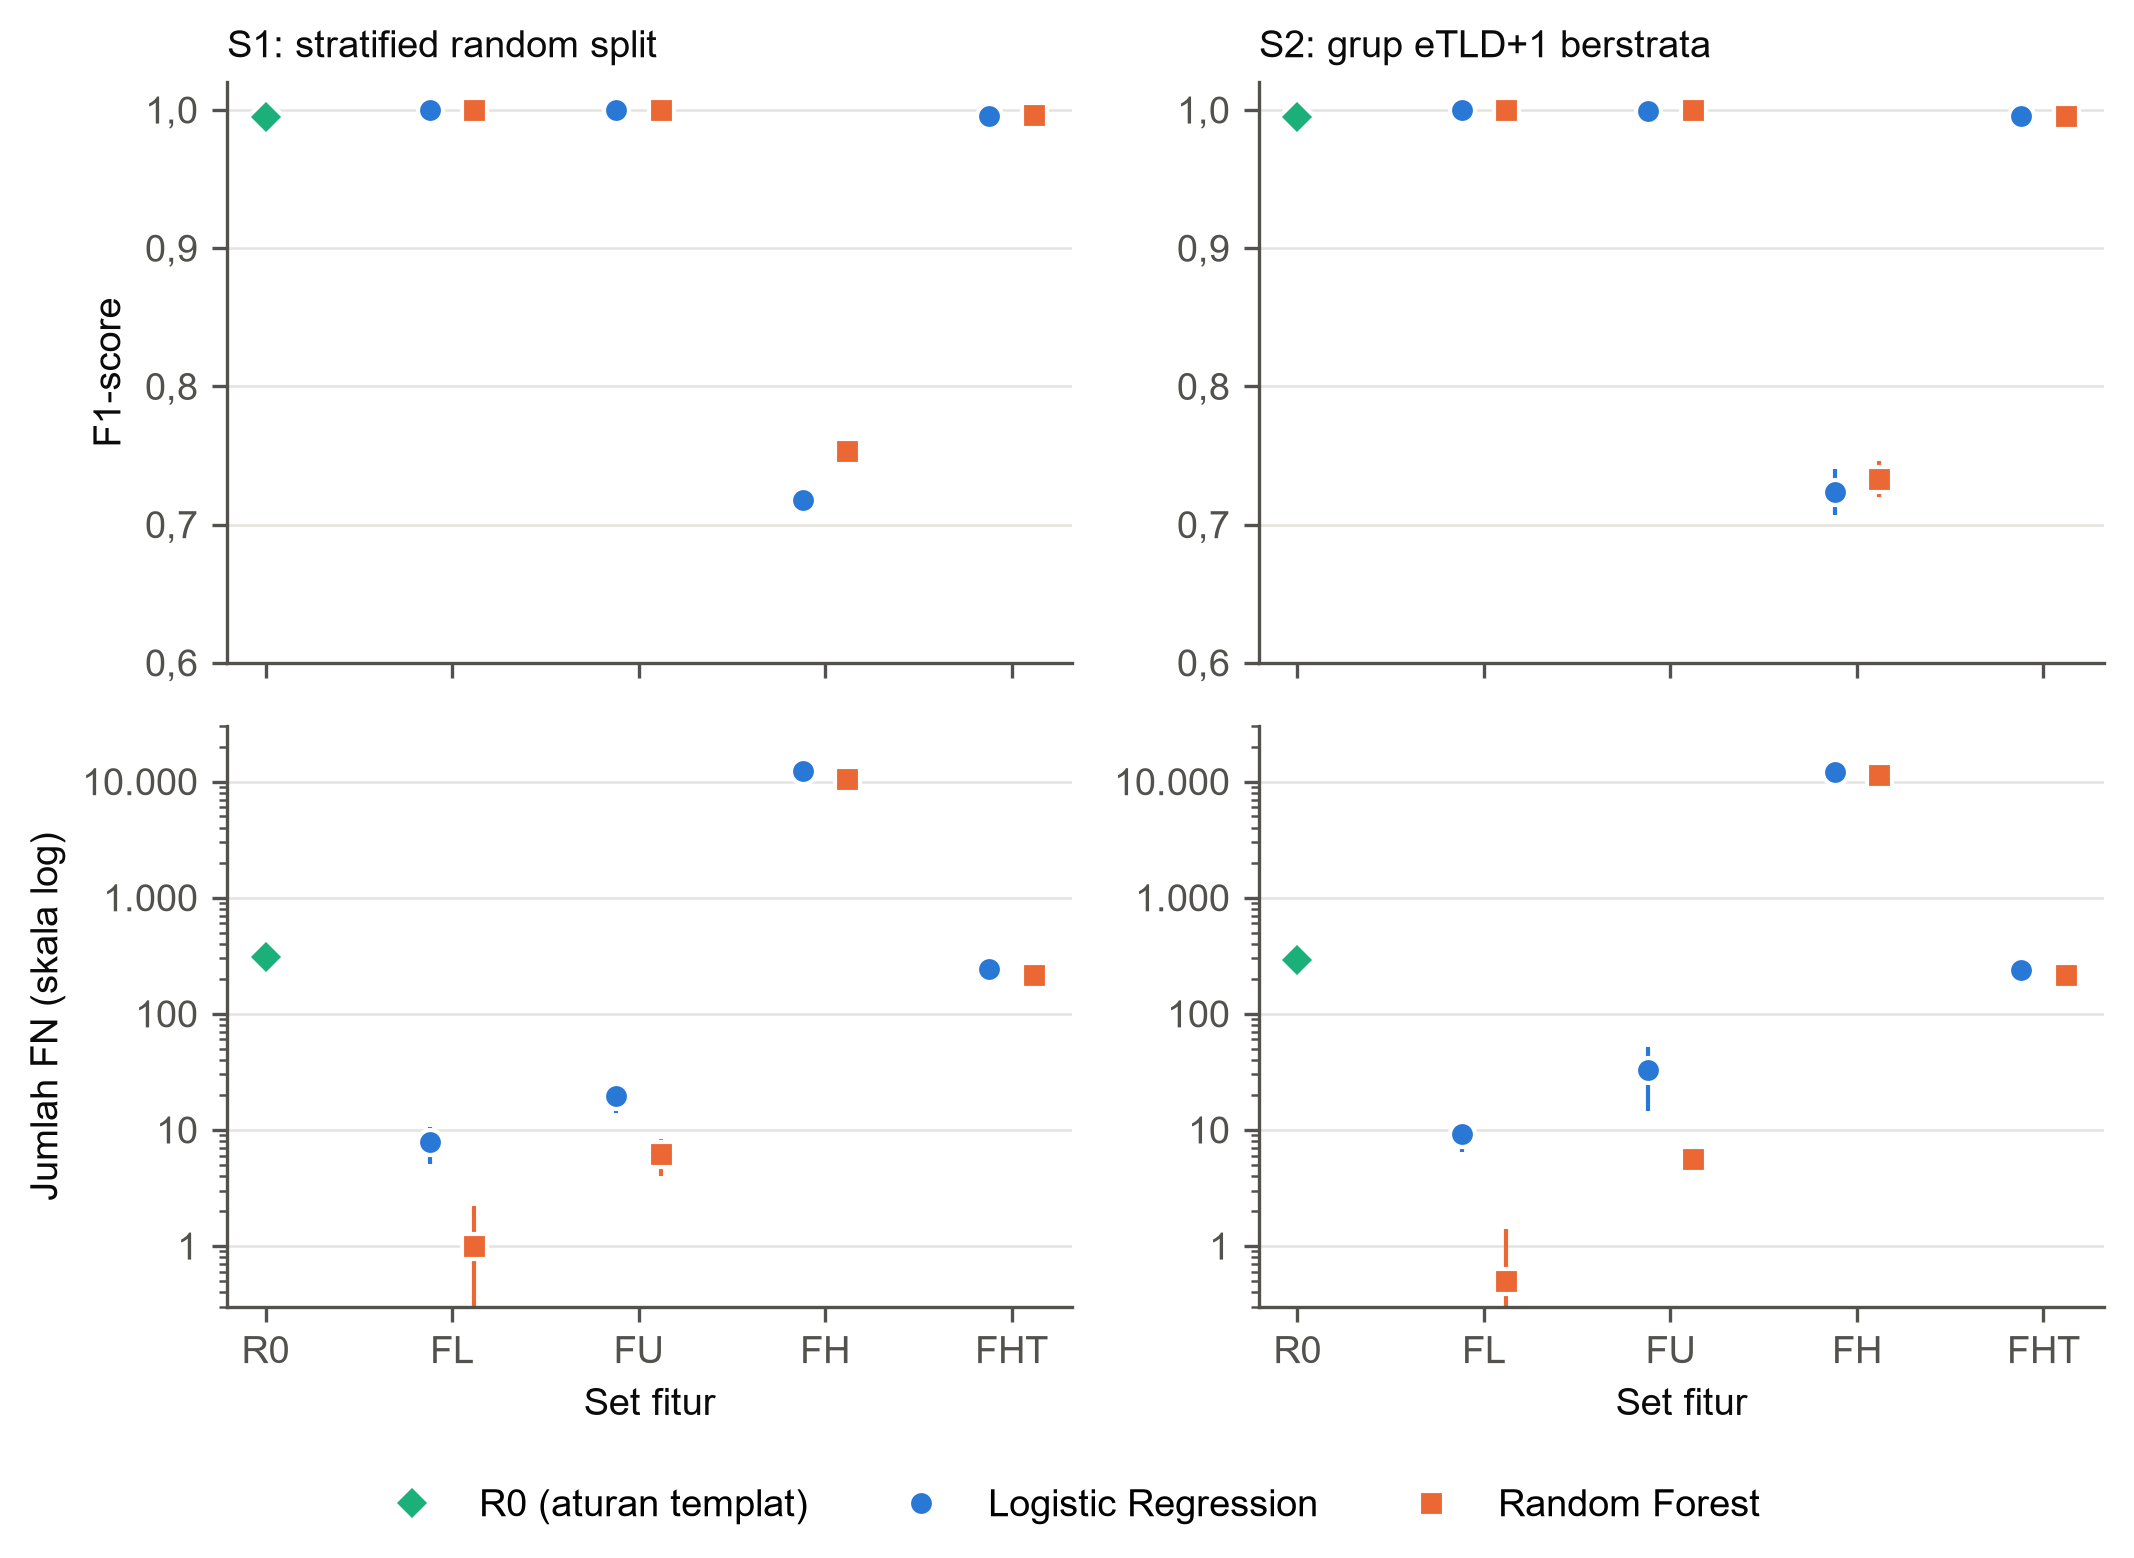 S1: stratified random split
S2: grup eTLD+1 berstrata
F1-score
1,0
0,9
0,8
0,7
0,6
1,0
0,9
0,8
0,7
0,6
Jumlah FN (skala log)
10.000
1.000
100
10
1
10.000
1.000
100
10
1
R0 FL FU FH FHT
R0 FL FU FH FHT
Set fitur
Set fitur
R0 (aturan templat) Logistic Regression Random Forest